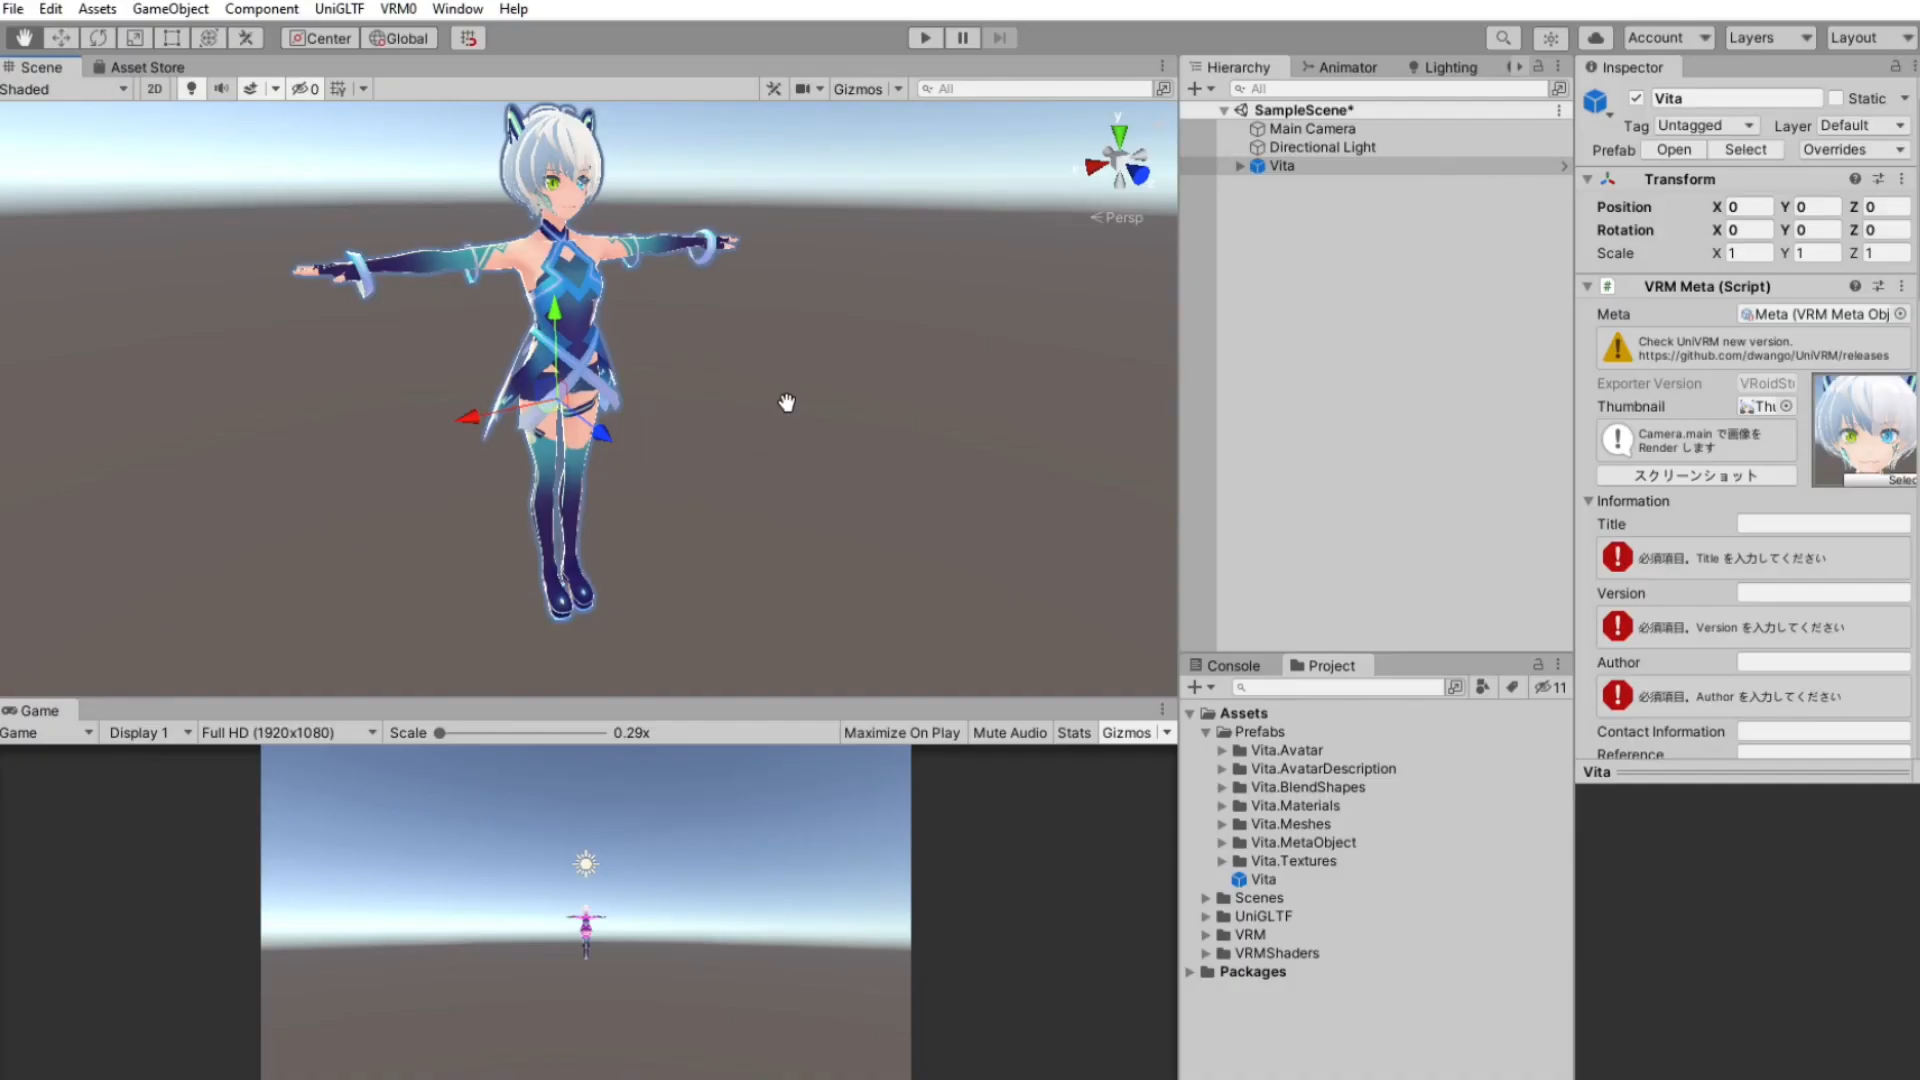 File Edit Assets GameObject Component UniGLTF VRM0 Window Help
Center Global Account Layers Layout
Scene Asset Store
Shaded 2D 0 Gizmos All
y
Persp
Hierarchy Animator Lighting
All
SampleScene*
Main Camera
Directional Light
Vita
Inspector
Vita Static
Tag Untagged Layer Default
Prefab Open Select Overrides
Transform
Position X 0 Y 0 Z 0
Rotation X 0 Y 0 Z 0
Scale X 1 Y 1 Z 1
# VRM Meta (Script)
Meta Meta (VRM Meta Obj
Check UniVRM new version.
https://github.com/dwango/UniVRM/releases
Exporter Version VRoidStu
Thumbnail Thu
Camera.main で画像を
Render します
スクリーンショット
Selec
Information
Title
必須項目。Title を入力してください
Version
必須項目。Version を入力してください
Author
必須項目。Author を入力してください
Contact Information
Reference
Vita
Console Project
11
Assets
Prefabs
Vita.Avatar
Vita.AvatarDescription
Vita.BlendShapes
Vita.Materials
Vita.Meshes
Vita.MetaObject
Vita.Textures
Vita
Scenes
UniGLTF
VRM
VRMShaders
Packages
Game
Game Display 1 Full HD (1920x1080) Scale 0.29x Maximize On Play Mute Audio Stats Gizmos